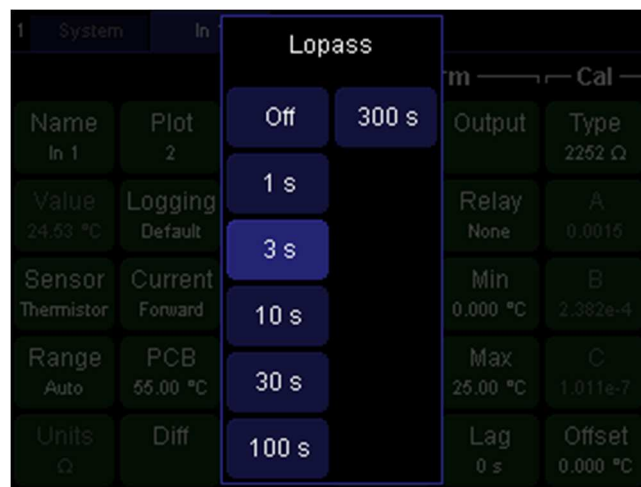 1 System In 1
Lopass
rm Cal
Off 300 s
1 s
3 s
10 s
30 s
100 s
Name
In 1
Plot
2
Output
Type
2252 Ω
Value
24.53 °C
Logging
Default
Relay
None
A
0.0015
Sensor
Thermistor
Current
Forward
Min
0.000 °C
B
2.382e-4
Range
Auto
PCB
55.00 °C
Max
25.00 °C
C
1.011e-7
Units
Ω
Diff
Lag
0 s
Offset
0.000 °C